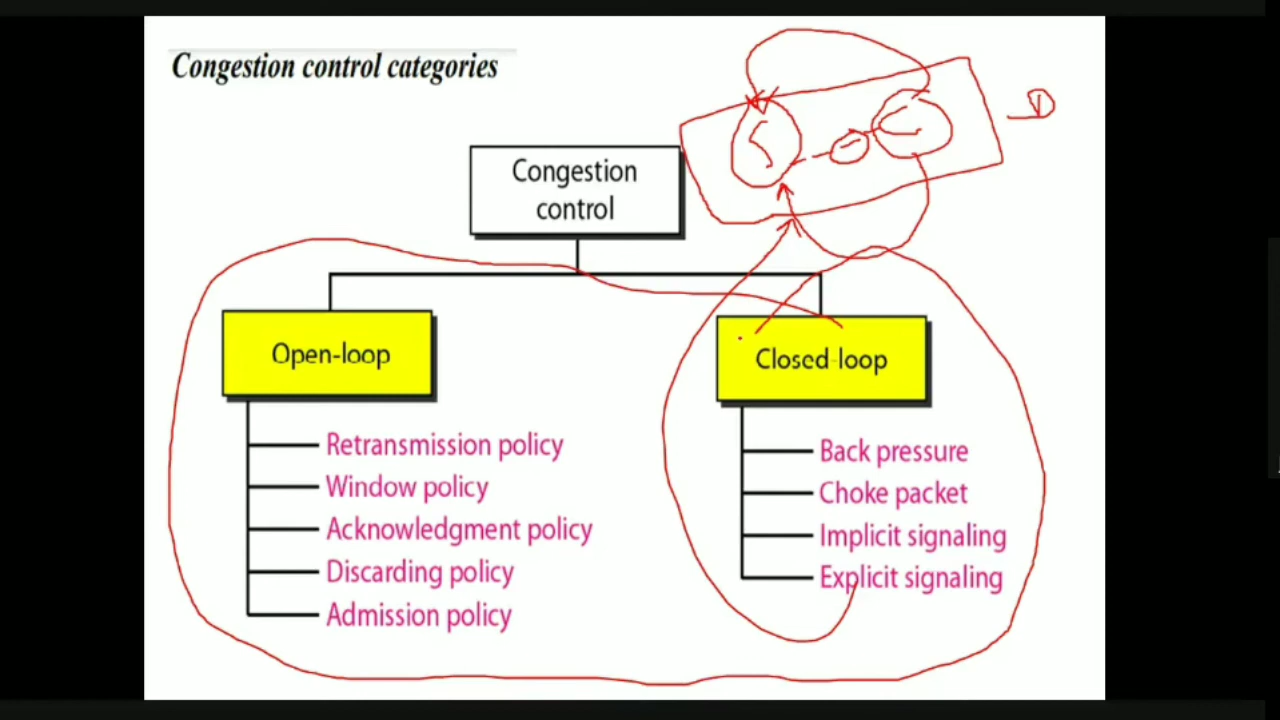 Congestion control categories
Congestion
control
Open-loop
Closed-loop
Retransmission policy
Window policy
Acknowledgment policy
Discarding policy
Admission policy
Back pressure
Choke packet
Implicit signaling
Explicit signaling